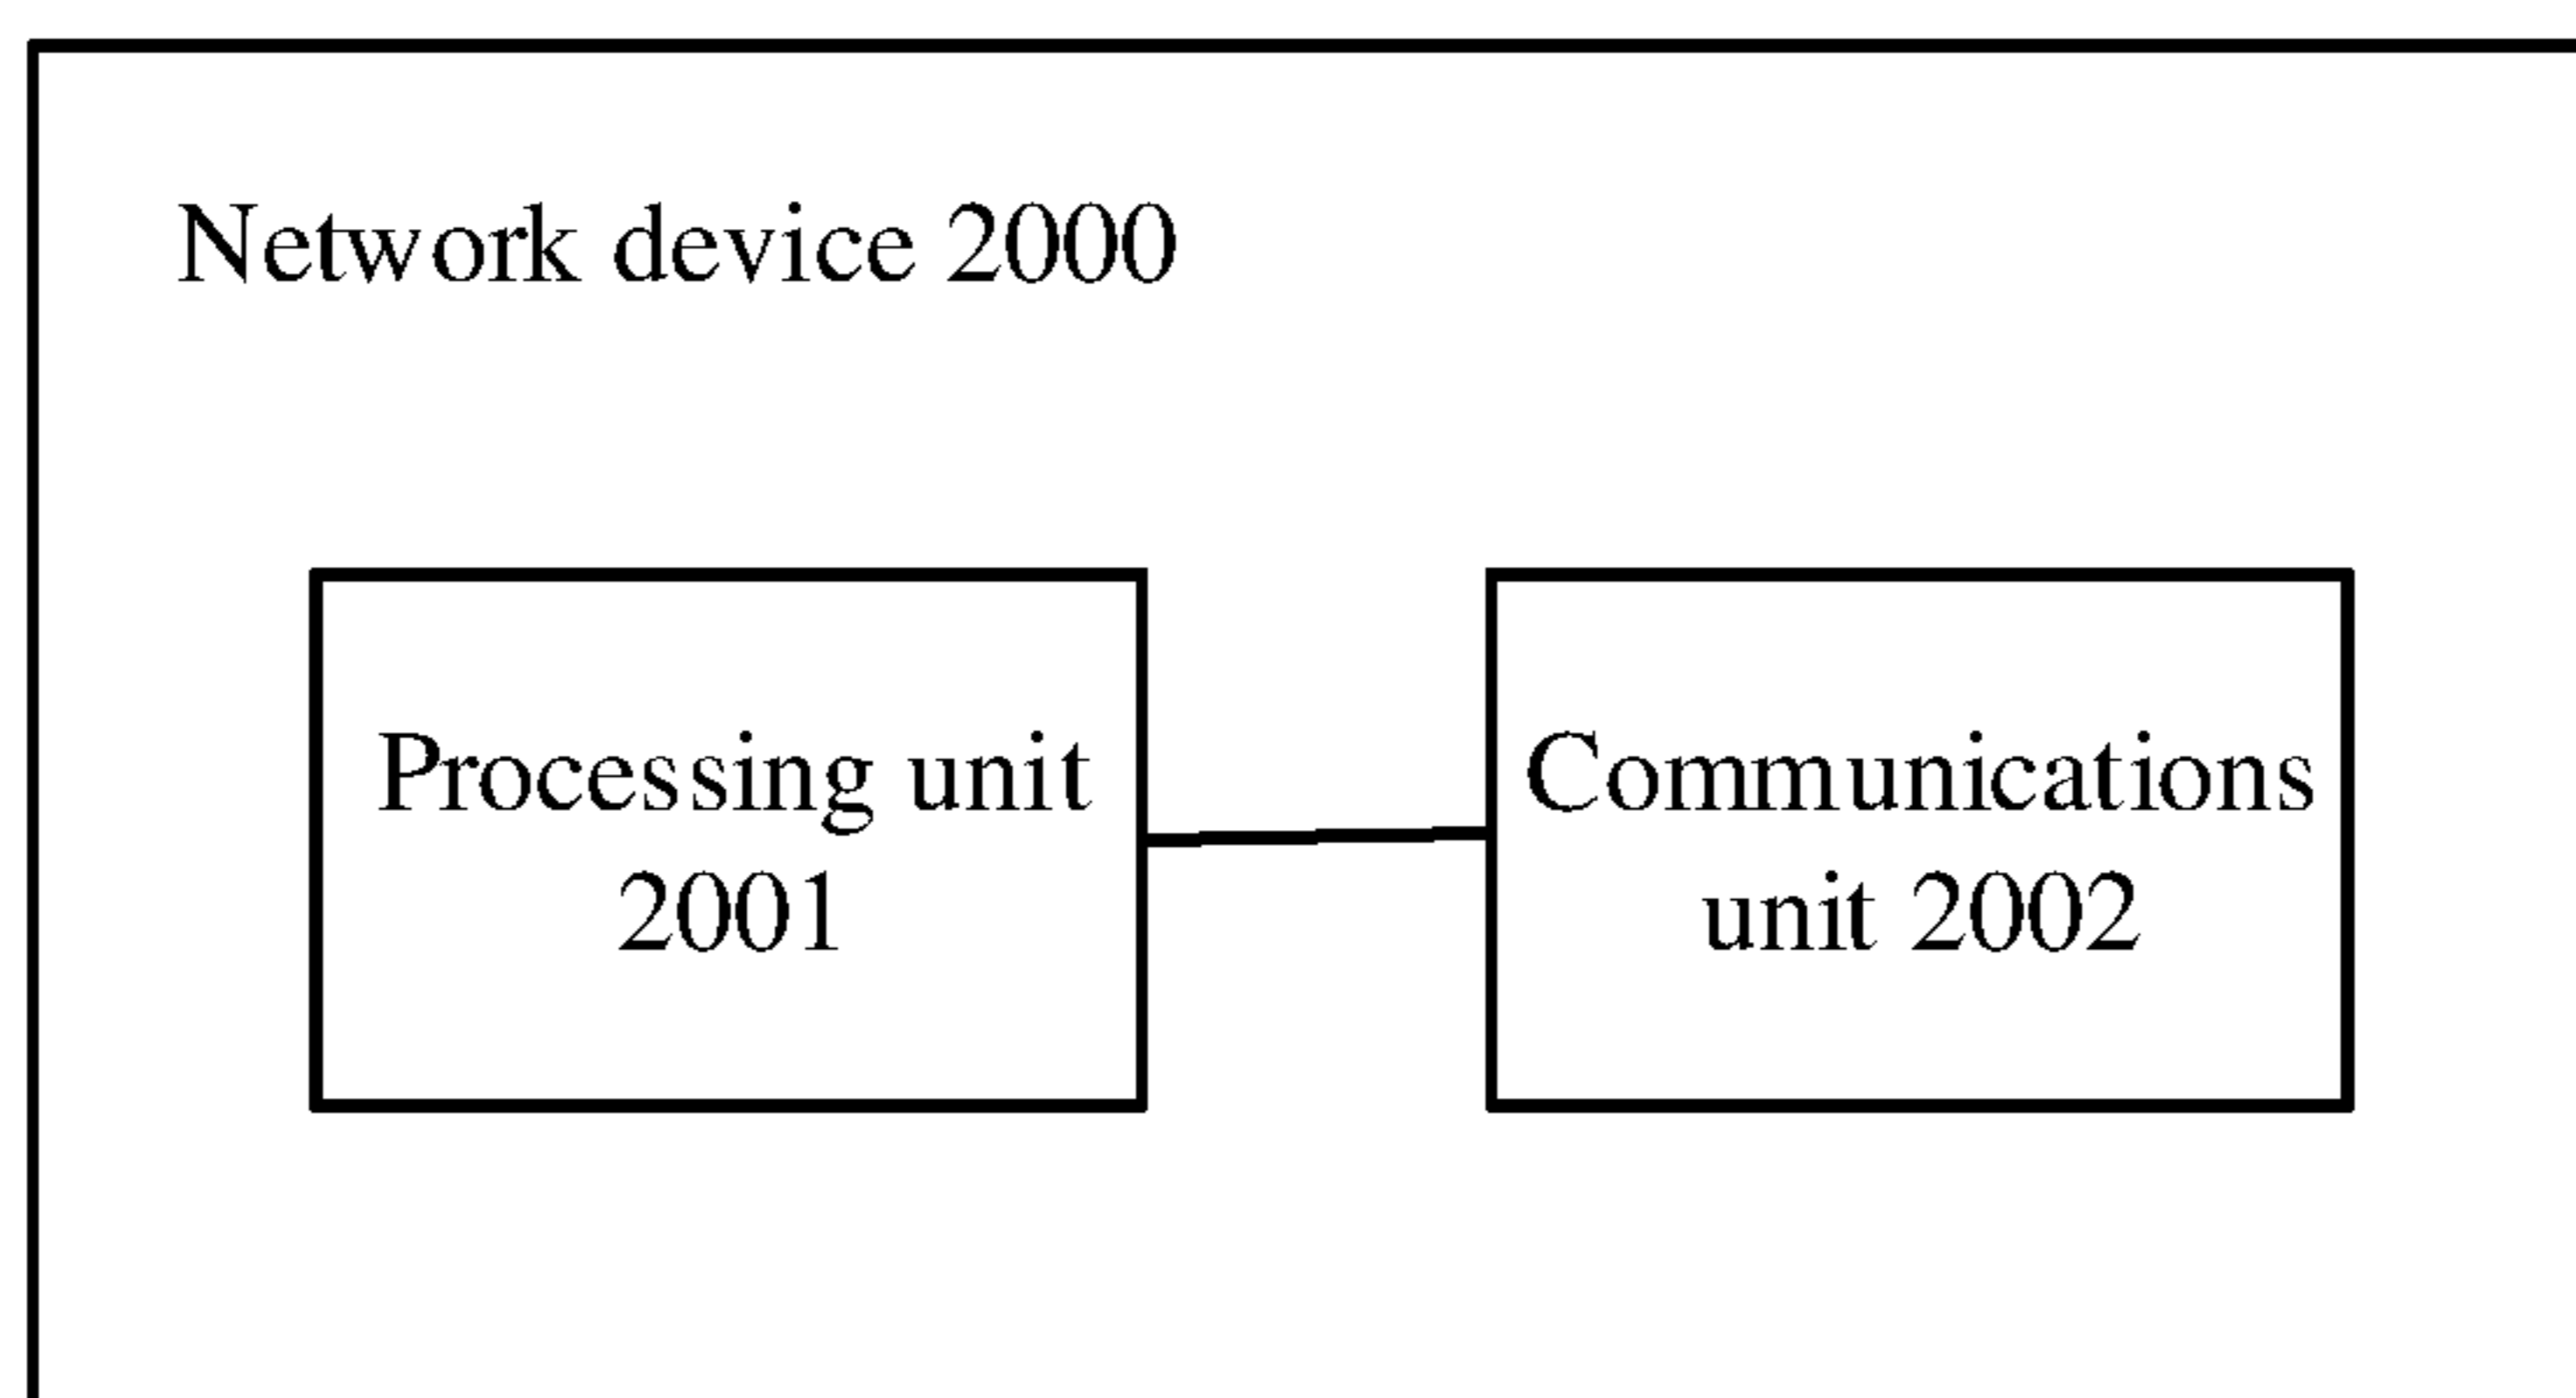 Network device 2000
Processing unit
2001
Communications
unit 2002